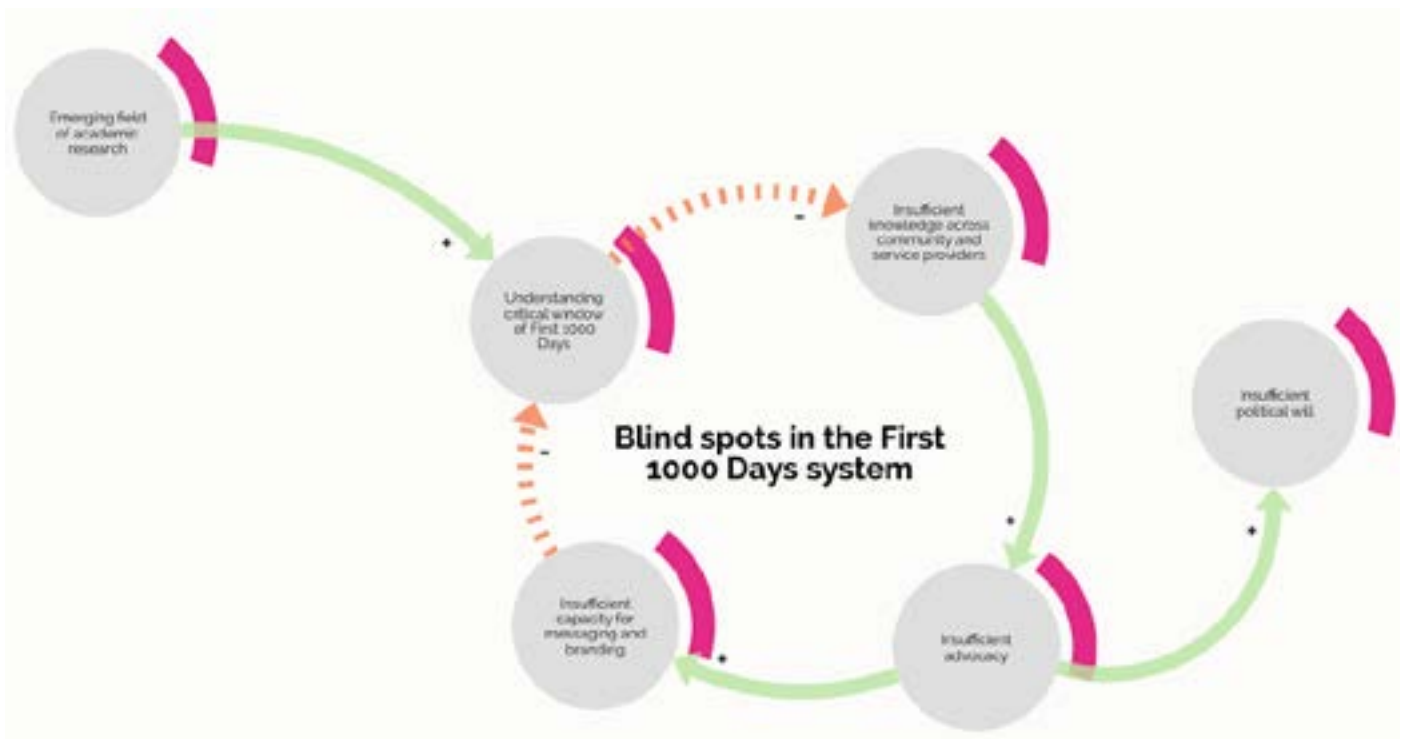 Emerging field
of academic
research
+
Understanding
critical window
of First 1000
Days
-
Insufficient
knowledge across
community and
service providers
Insufficient
political will
-
Blind spots in the First
1000 Days system
+
+
Insufficient
capacity for
messaging and
branding
Insufficient
advocacy
+